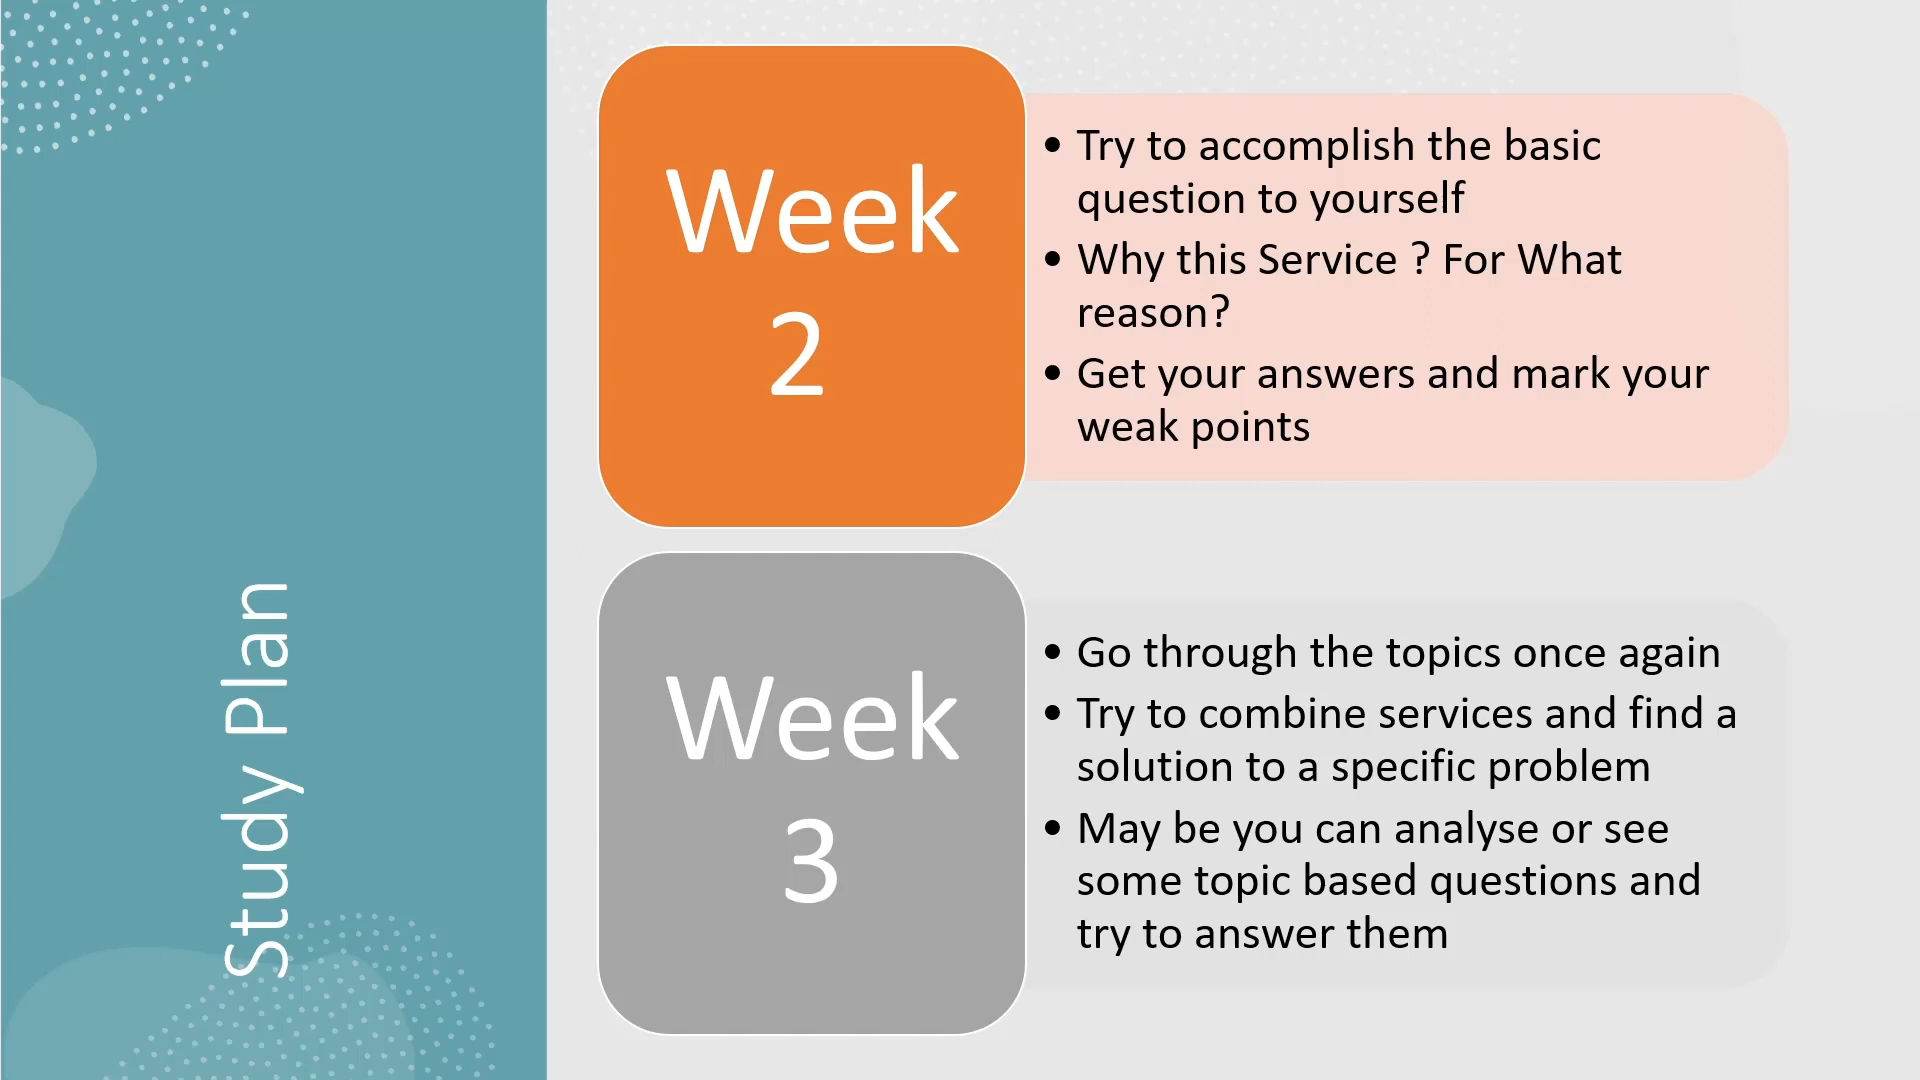 Study Plan
Week
2
• Try to accomplish the basic
question to yourself
• Why this Service ? For What
reason?
• Get your answers and mark your
weak points
Week
3
• Go through the topics once again
• Try to combine services and find a
solution to a specific problem
• May be you can analyse or see
some topic based questions and
try to answer them